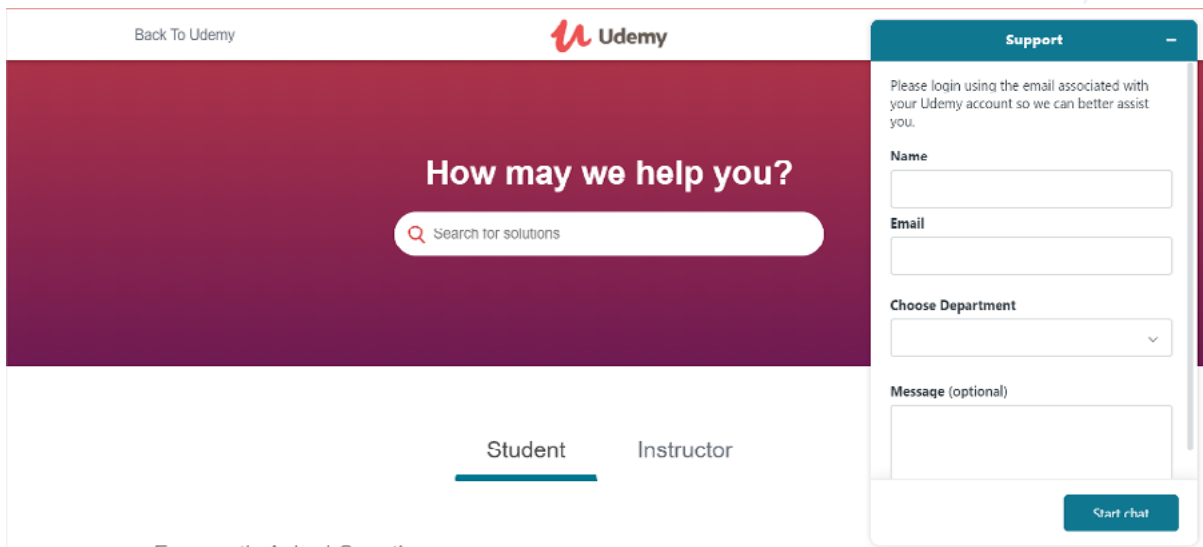 Back To Udemy
Udemy
How may we help you?
Search for solutions
Student
Instructor
Support
Please login using the email associated with
your Udemy account so we can better assist
you.
Name
Email
Choose Department
Message (optional)
Start chat